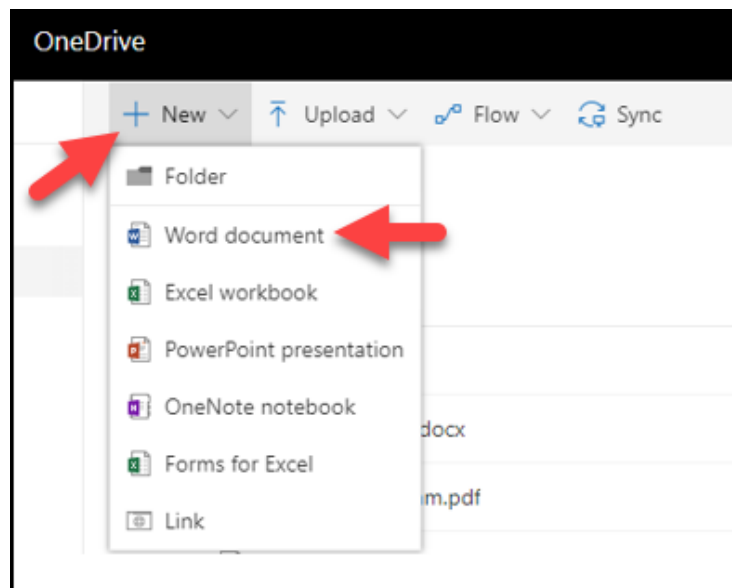 OneDrive
New Upload Flow Sync
Folder
Word document
Excel workbook
PowerPoint presentation
OneNote notebook
docx
Forms for Excel
m.pdf
Link